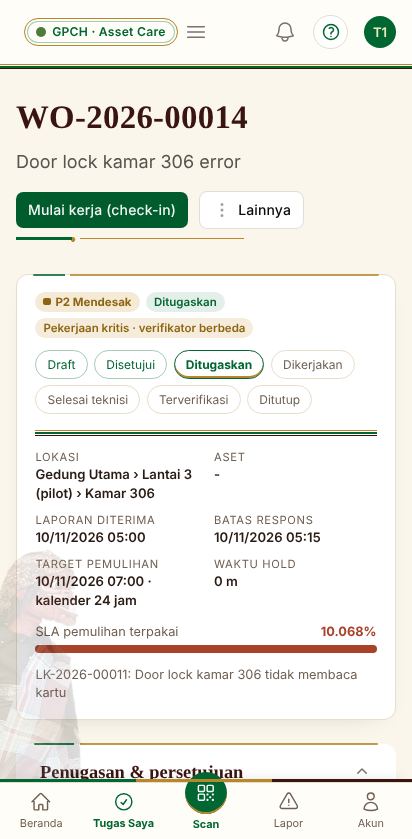 GPCH · Asset Care
T1
WO-2026-00014
Door lock kamar 306 error
Mulai kerja (check-in)
Lainnya
P2 Mendesak
Ditugaskan
Pekerjaan kritis · verifikator berbeda
Draft
Disetujui
Ditugaskan
Dikerjakan
Selesai teknisi
Terverifikasi
Ditutup
LOKASI
Gedung Utama › Lantai 3
(pilot) › Kamar 306
ASET
-
LAPORAN DITERIMA
10/11/2026 05:00
BATAS RESPONS
10/11/2026 05:15
TARGET PEMULIHAN
10/11/2026 07:00 ·
kalender 24 jam
WAKTU HOLD
0 m
SLA pemulihan terpakai
10.068%
LK-2026-00011: Door lock kamar 306 tidak membaca
kartu
Penugasan & persetujuan
Beranda
Tugas Saya
Scan
Lapor
Akun